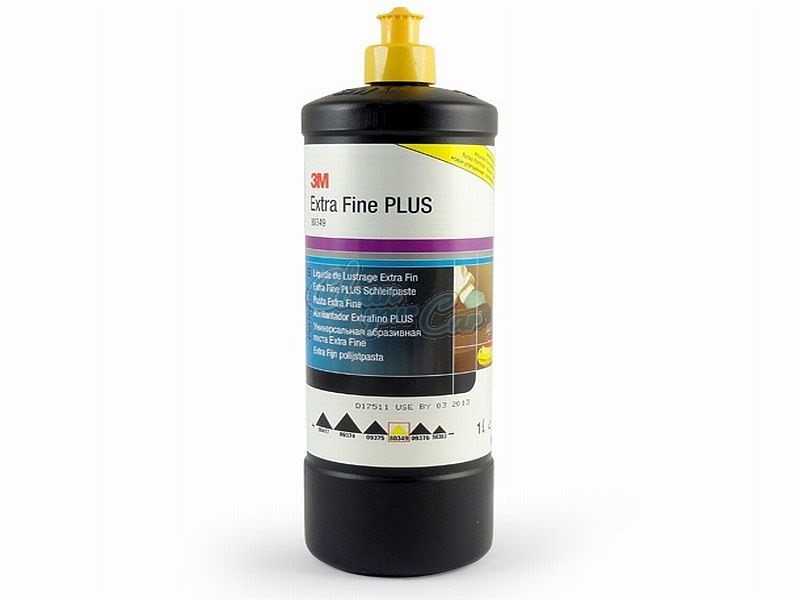 3M
Extra Fine PLUS
80349
Liquide de Lustrage Extra Fin
Extra Fine PLUS Schleifpaste
Pasta Extra Fine
Abrillantador Extrafino PLUS
Универсальная абразивная
паста Extra Fine
Extra Fijn polijstpasta
D17511 USE BY 03 2013
09374 09375 80349 09376
1L